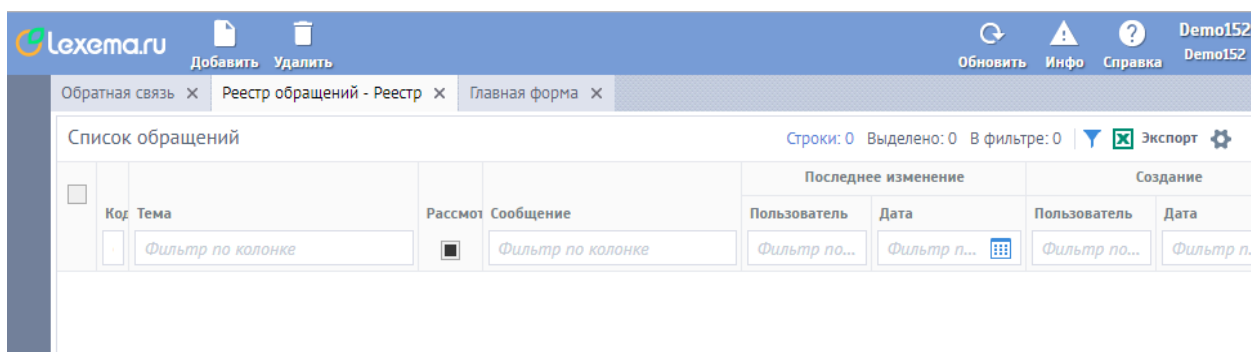 Lexema.ru
Добавить Удалить
Обновить Инфо Справка
Demo152
Demo152
Обратная связь × Реестр обращений - Реестр × Главная форма ×
Список обращений
Строки: 0 Выделено: 0 В фильтре: 0 Экспорт
Последнее изменение Создание
Код Тема Рассмот Сообщение Пользователь Дата Пользователь Дата
Фильтр по колонке Фильтр по колонке Фильтр по... Фильтр п... Фильтр по... Фильтр п.